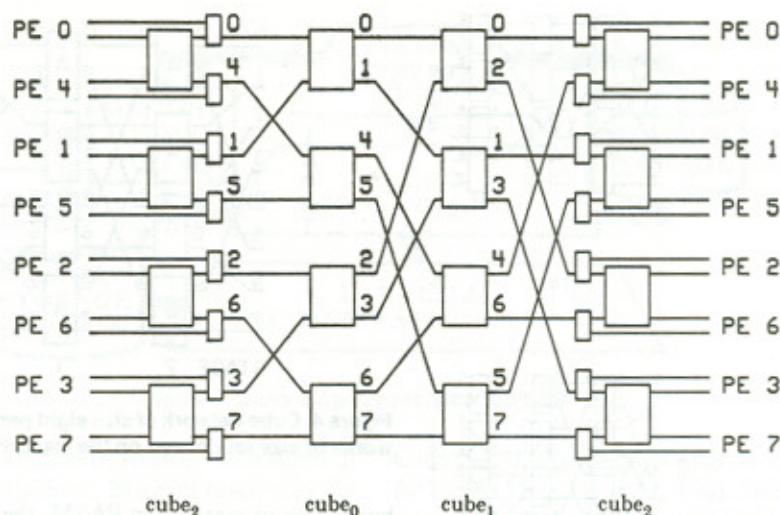 PE 0 0 0 0 PE 0
4 1 2
PE 4 PE 4
PE 1 1 4 1 PE 1
5 5 3
PE 5 PE 5
PE 2 2 2 4 PE 2
6 3 6
PE 6 PE 6
PE 3 3 6 5 PE 3
7 7 7
PE 7 PE 7
cube₂ cube₀ cube₁ cube₂